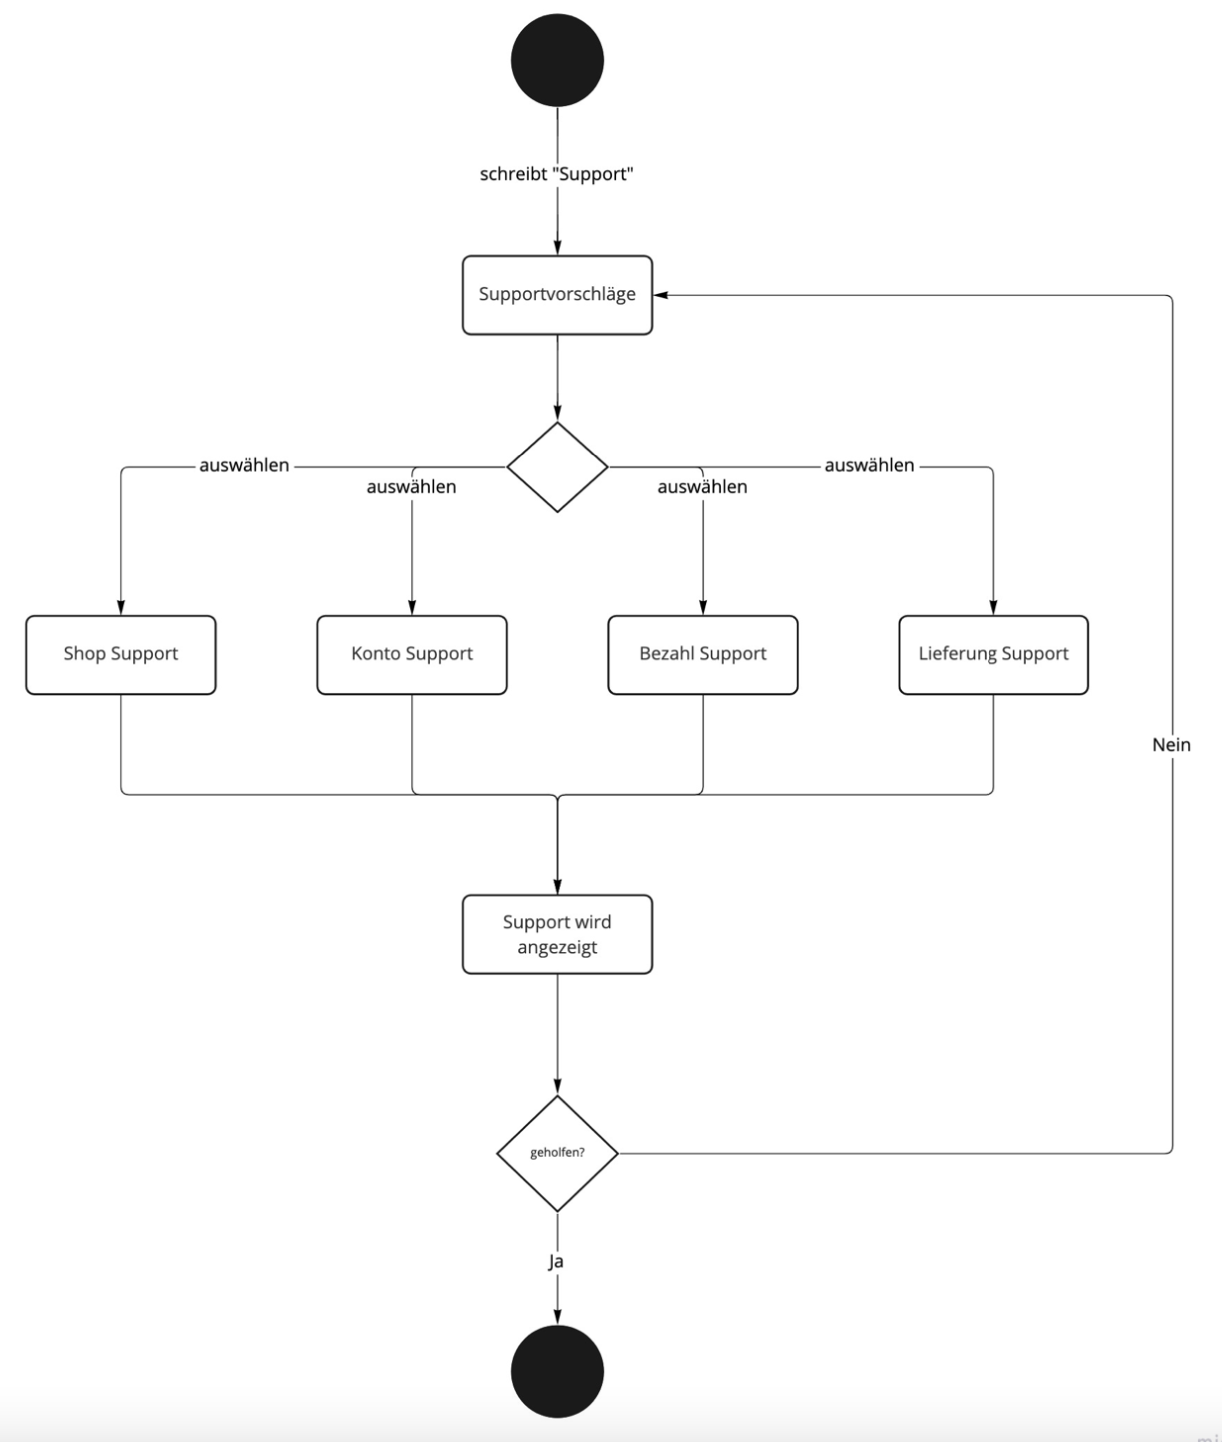 schreibt "Support"
Supportvorschläge
auswählen
auswählen
auswählen
auswählen
Shop Support
Konto Support
Bezahl Support
Lieferung Support
Nein
Support wird
angezeigt
geholfen?
Ja